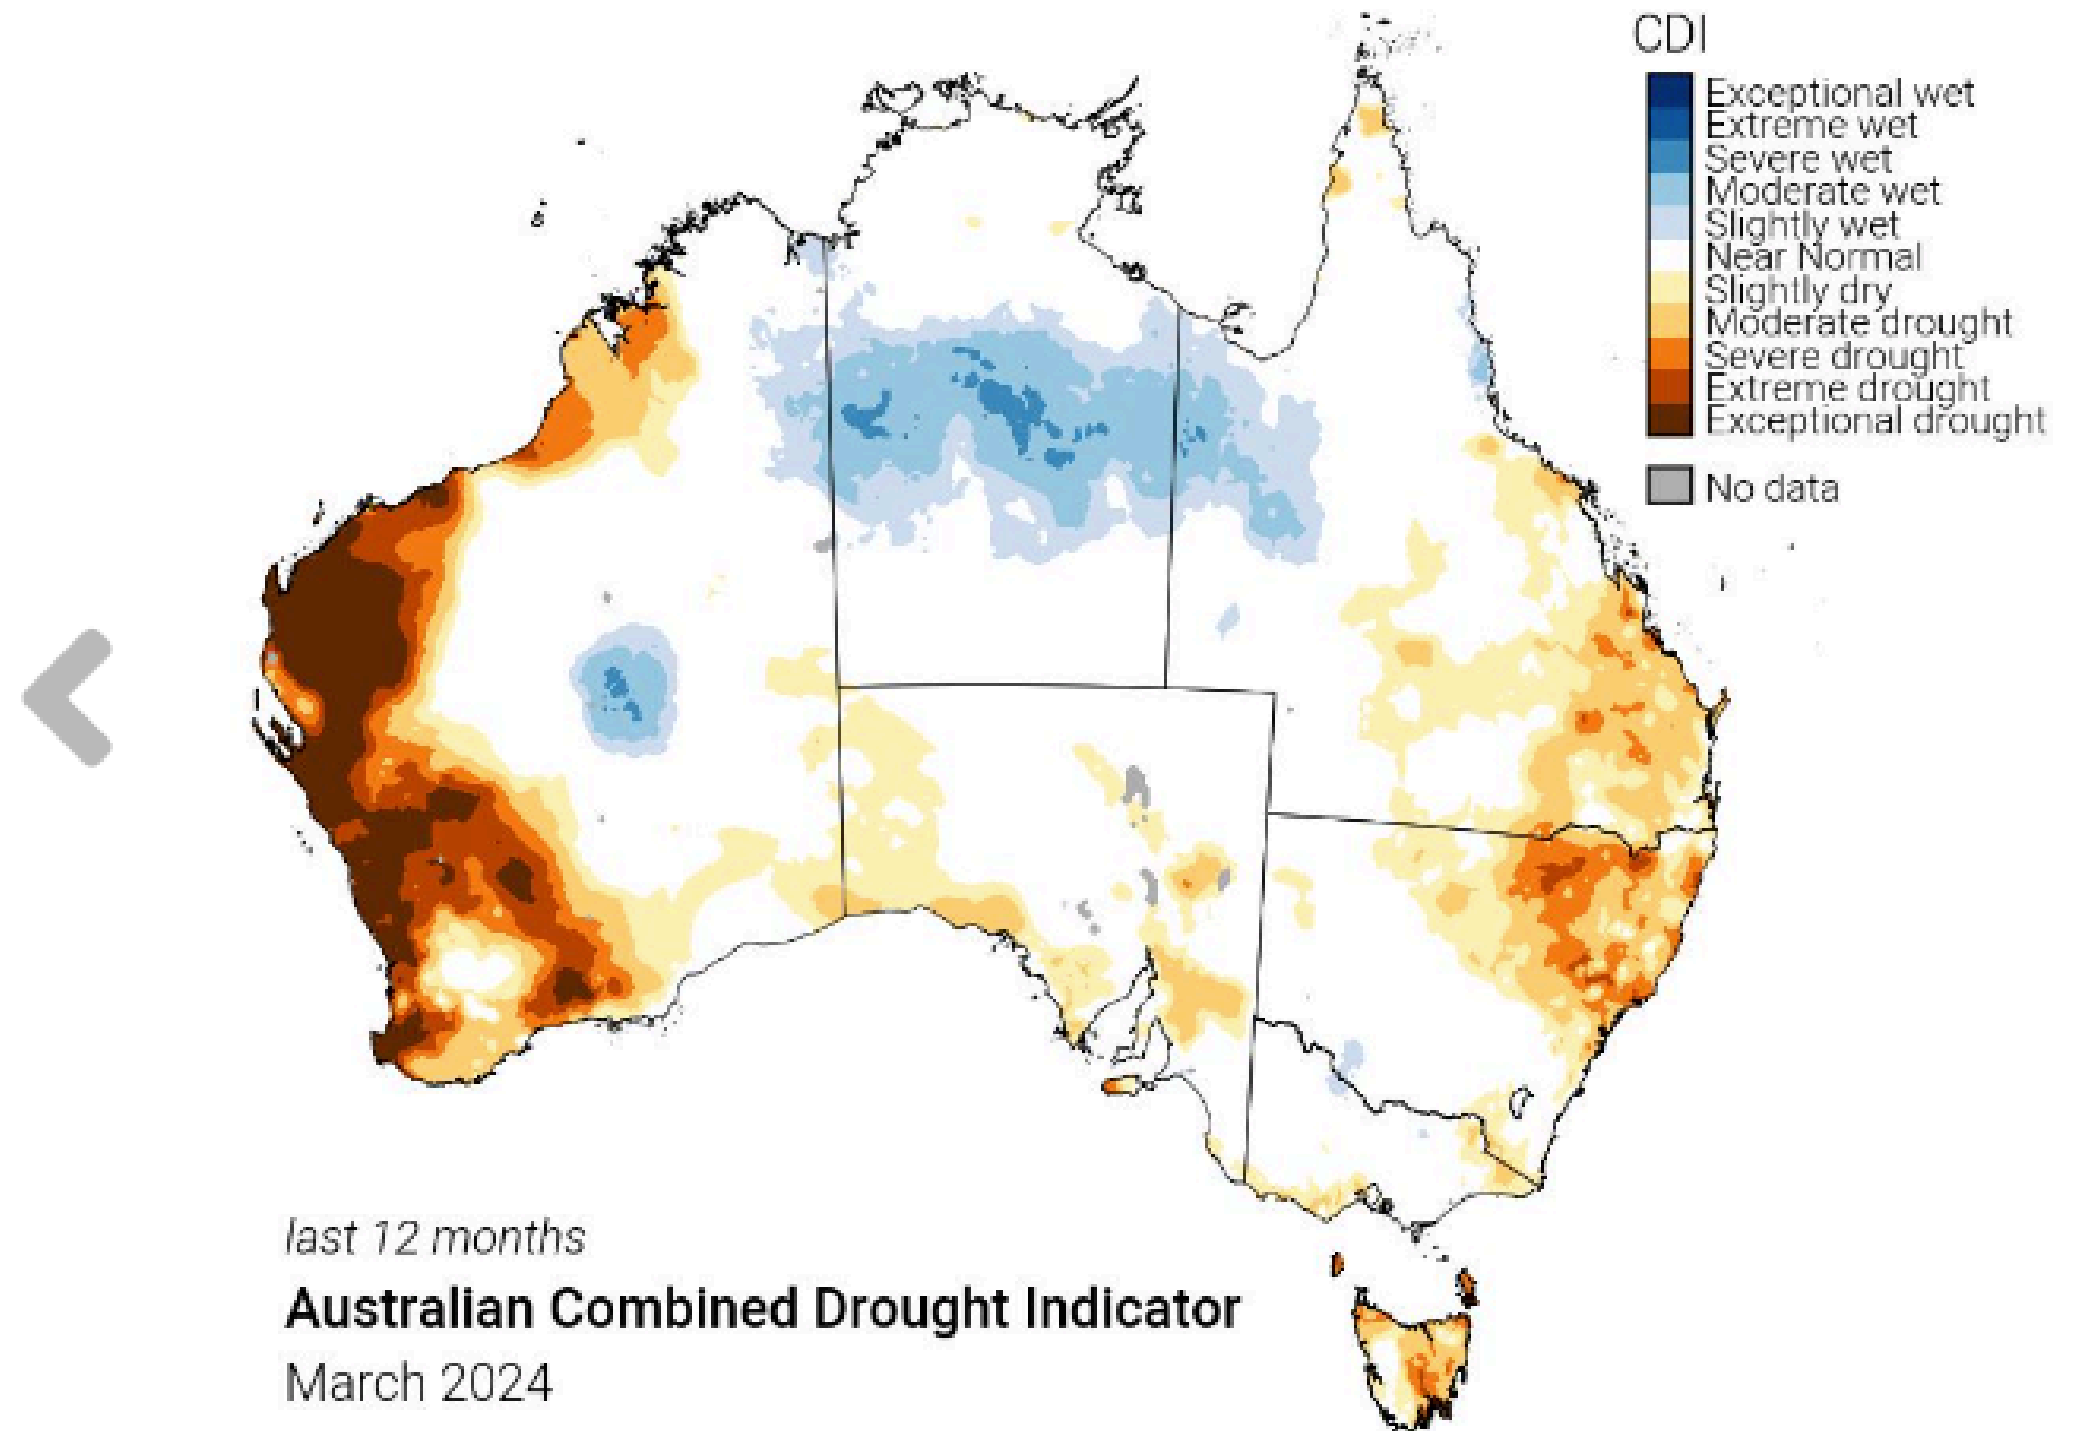 CDI
Exceptional wet
Extreme wet
Severe wet
Moderate wet
Slightly wet
Near Normal
Slightly dry
Moderate drought
Severe drought
Extreme drought
Exceptional drought
No data
last 12 months
Australian Combined Drought Indicator
March 2024